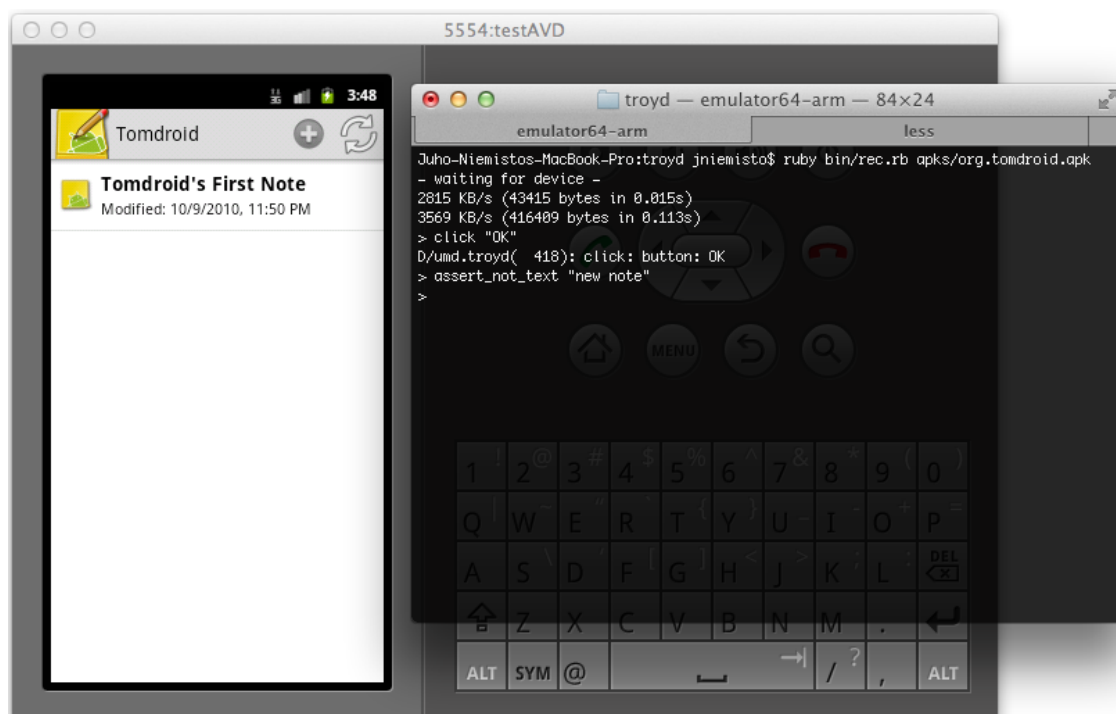 5554:testAVD
3G 3:48
Tomdroid
Tomdroid's First Note
Modified: 10/9/2010, 11:50 PM
troyd — emulator64-arm — 84×24
emulator64-arm
less
Juho-Niemistos-MacBook-Pro:troyd jniemisto$ ruby bin/rec.rb apks/org.tomdroid.apk
- waiting for device -
2815 KB/s (43415 bytes in 0.015s)
3569 KB/s (416409 bytes in 0.113s)
> click "OK"
D/umd.troyd(  418): click: button: OK
> assert_not_text "new note"
>
MENU
1 ! 2 @ 3 # 4 $ 5 % 6 ^ 7 & 8 * 9 ( 0 )
Q | W ~ E " R ` T { Y } U _ I - O + P =
A S \ D ' F [ G ] H < J > K ; L : DEL
Z X C V B N M .
ALT SYM @ / ? , ALT